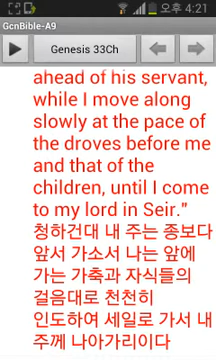 오후 4:21
GcnBible-A9
Genesis 33Ch
ahead of his servant,
while I move along
slowly at the pace of
the droves before me
and that of the
children, until I come
to my lord in Seir."
청하건대 내 주는 종보다
앞서 가소서 나는 앞에
가는 가축과 자식들의
걸음대로 천천히
인도하여 세일로 가서 내
주께 나아가리이다